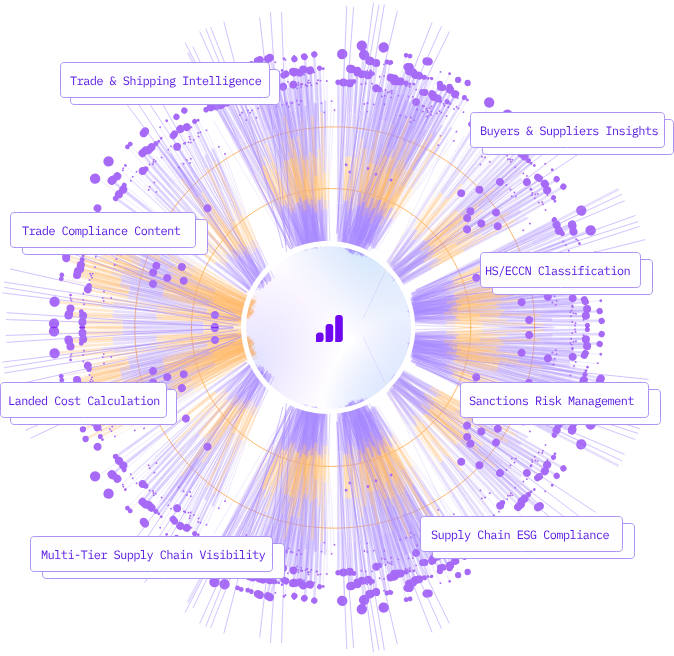 Trade & Shipping Intelligence
Buyers & Suppliers Insights
Trade Compliance Content
HS/ECCN Classification
Landed Cost Calculation
Sanctions Risk Management
Supply Chain ESG Compliance
Multi-Tier Supply Chain Visibility